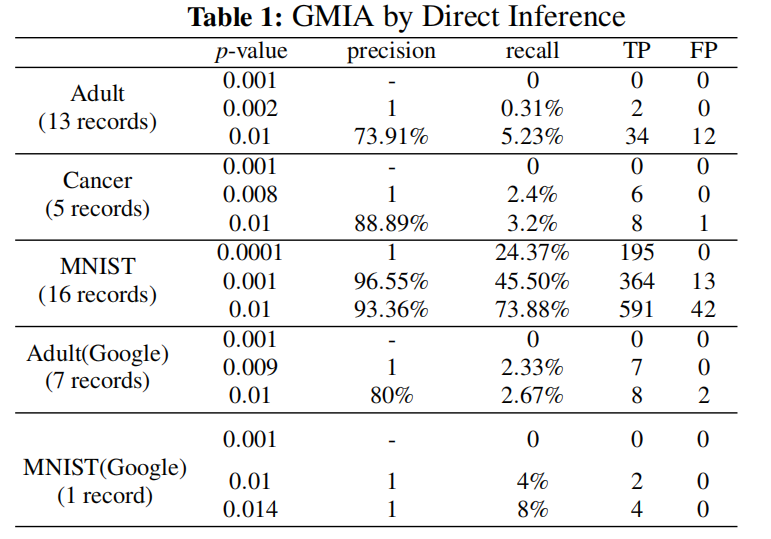 Table 1: GMIA by Direct Inference
p-value precision recall TP FP
Adult
(13 records)
0.001 - 0 0 0
0.002 1 0.31% 2 0
0.01 73.91% 5.23% 34 12
Cancer
(5 records)
0.001 - 0 0 0
0.008 1 2.4% 6 0
0.01 88.89% 3.2% 8 1
MNIST
(16 records)
0.0001 1 24.37% 195 0
0.001 96.55% 45.50% 364 13
0.01 93.36% 73.88% 591 42
Adult(Google)
(7 records)
0.001 - 0 0 0
0.009 1 2.33% 7 0
0.01 80% 2.67% 8 2
MNIST(Google)
(1 record)
0.001 - 0 0 0
0.01 1 4% 2 0
0.014 1 8% 4 0